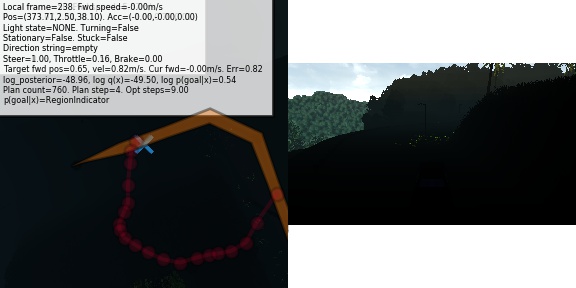 Local frame=238. Fwd speed=-0.00m/s
Pos=(373.71,2.50,38.10). Acc=(-0.00,-0.00,0.00)
Light state=NONE. Turning=False
Stationary=False. Stuck=False
Direction string=empty
Steer=1.00, Throttle=0.16, Brake=0.00
Target fwd pos=0.65, vel=0.82m/s. Cur fwd=-0.00m/s. Err=0.82
log_posterior=-48.96, log q(x)=-49.50, log p(goal|x)=0.54
Plan count=760. Plan step=4. Opt steps=9.00
p(goal|x)=RegionIndicator